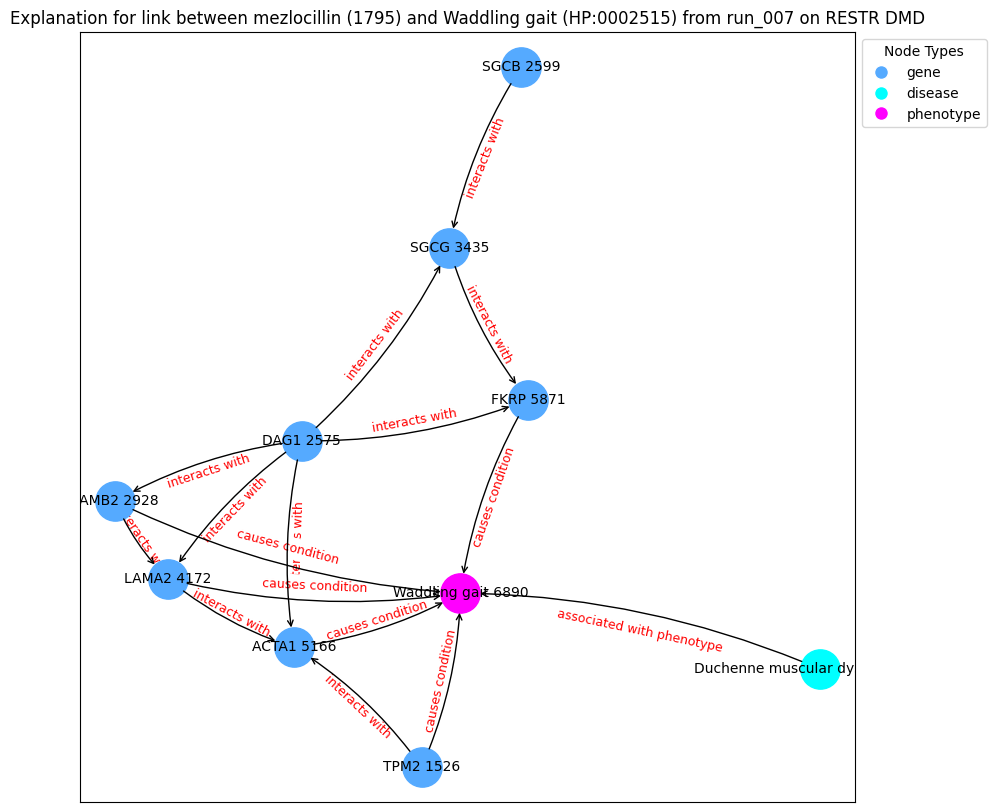 Explanation for link between mezlocillin (1795) and Waddling gait (HP:0002515) from run_007 on RESTR DMD
Node Types
gene
disease
phenotype
SGCB 2599
interacts with
SGCG 3435
interacts with
interacts with
FKRP 5871
interacts with
DAG1 2575
interacts with
interacts with
causes condition
AMB2 2928
with
causes condition
LAMA2 4172
causes condition
Waddling gait 6890
interacts with
causes condition
associated with phenotype
ACTA1 5166
causes condition
Duchenne muscular dy
interacts with
TPM2 1526